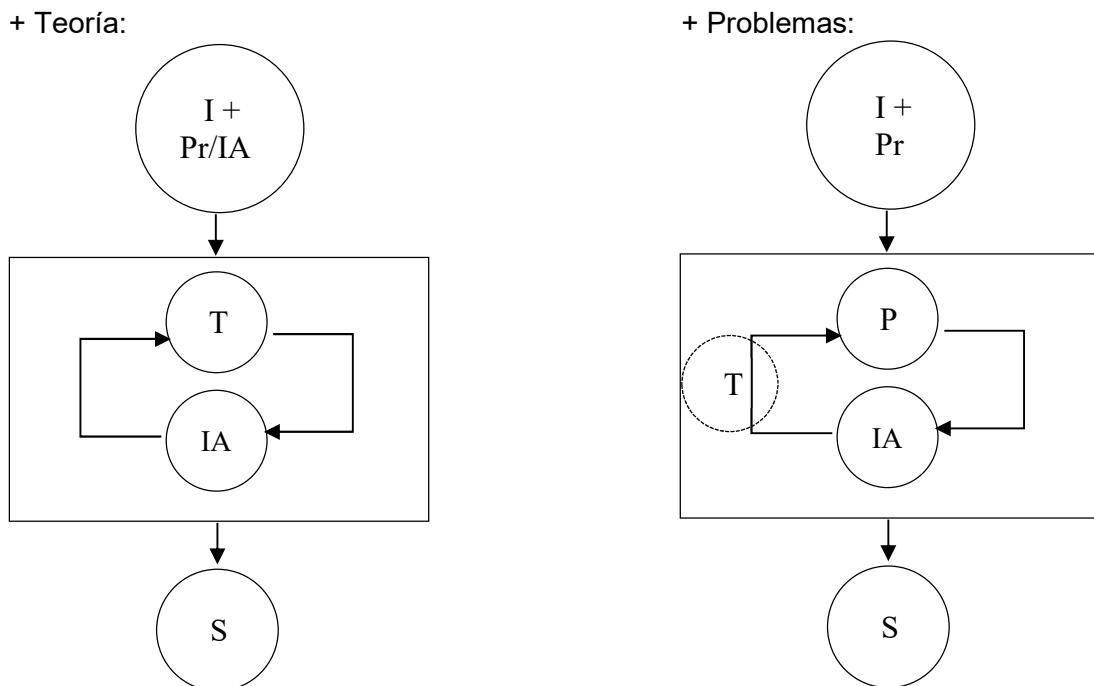 + Teoría:
I +
Pr/IA
T
IA
S
+ Problemas:
I +
Pr
P
T
IA
S